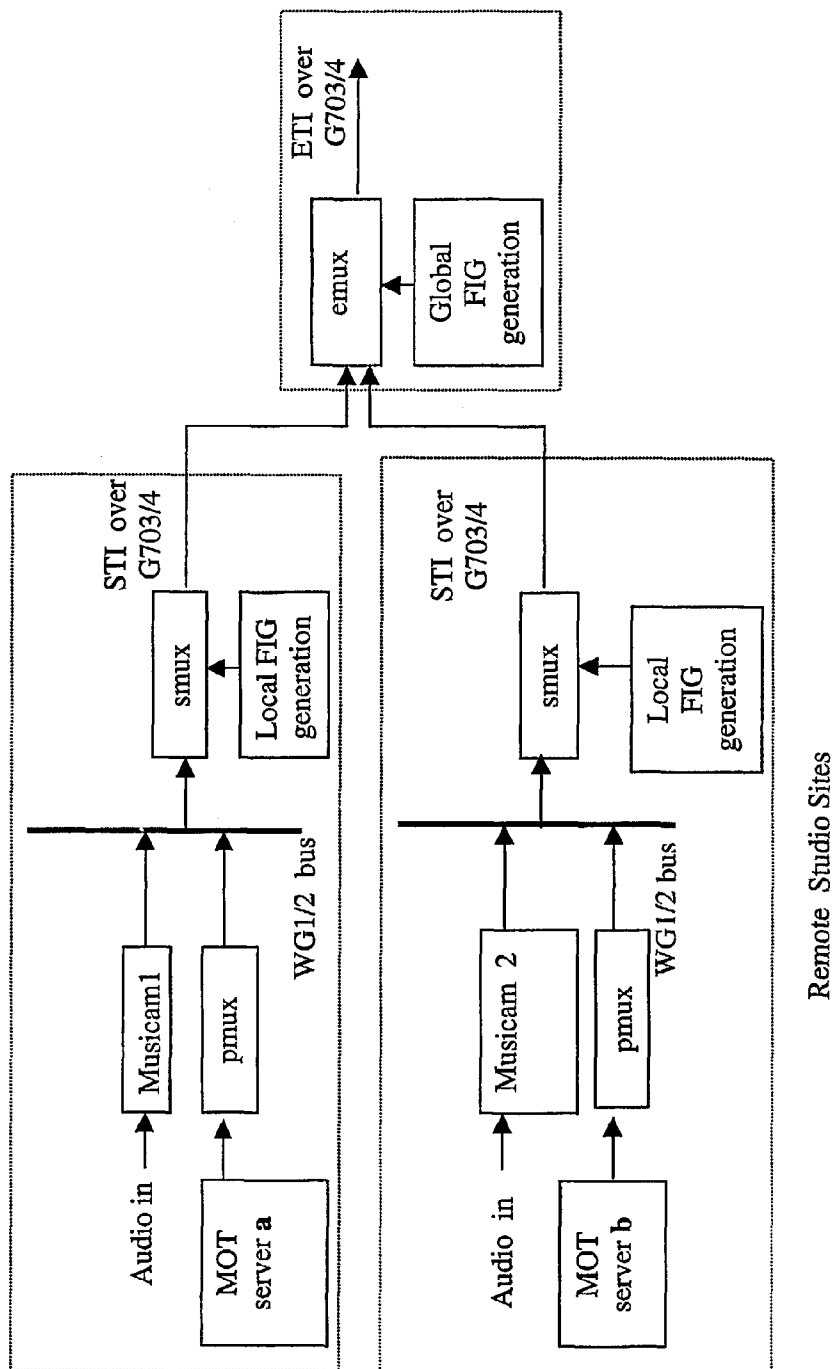 Audio in
Musicam1
MOT
server a
pmux
WG1/2 bus
smux
Local FIG
generation
STI over
G703/4
Audio in
Musicam 2
MOT
server b
pmux
WG1/2 bus
smux
Local
FIG
generation
STI over
G703/4
emux
Global
FIG
generation
ETI over
G703/4
Remote Studio Sites